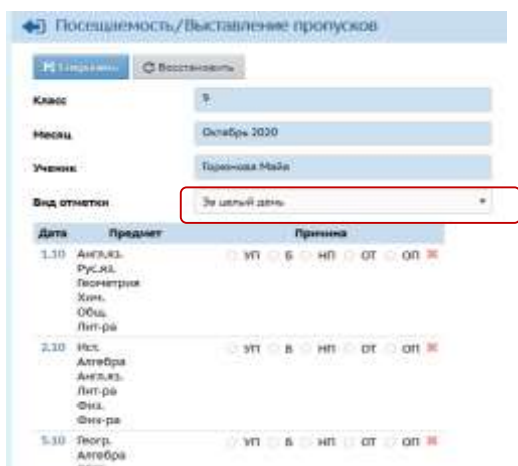 Посещаемость/Выставление пропусков
Сохранить Восстановить
Класс 9
Месяц Октябрь 2020
Ученик Майя
Вид отметки За целый день
Дата Предмет Причина
1.10 Англ.яз. УП Б НП ОТ ОП
Рус.яз.
Геометрия
Хим.
Общ.
Лит-ра
2.10 Ист. УП Б НП ОТ ОП
Алгебра
Англ.яз.
Лит-ра
Физ.
Физ-ра
5.10 Геогр. УП Б НП ОТ ОП
Алгебра